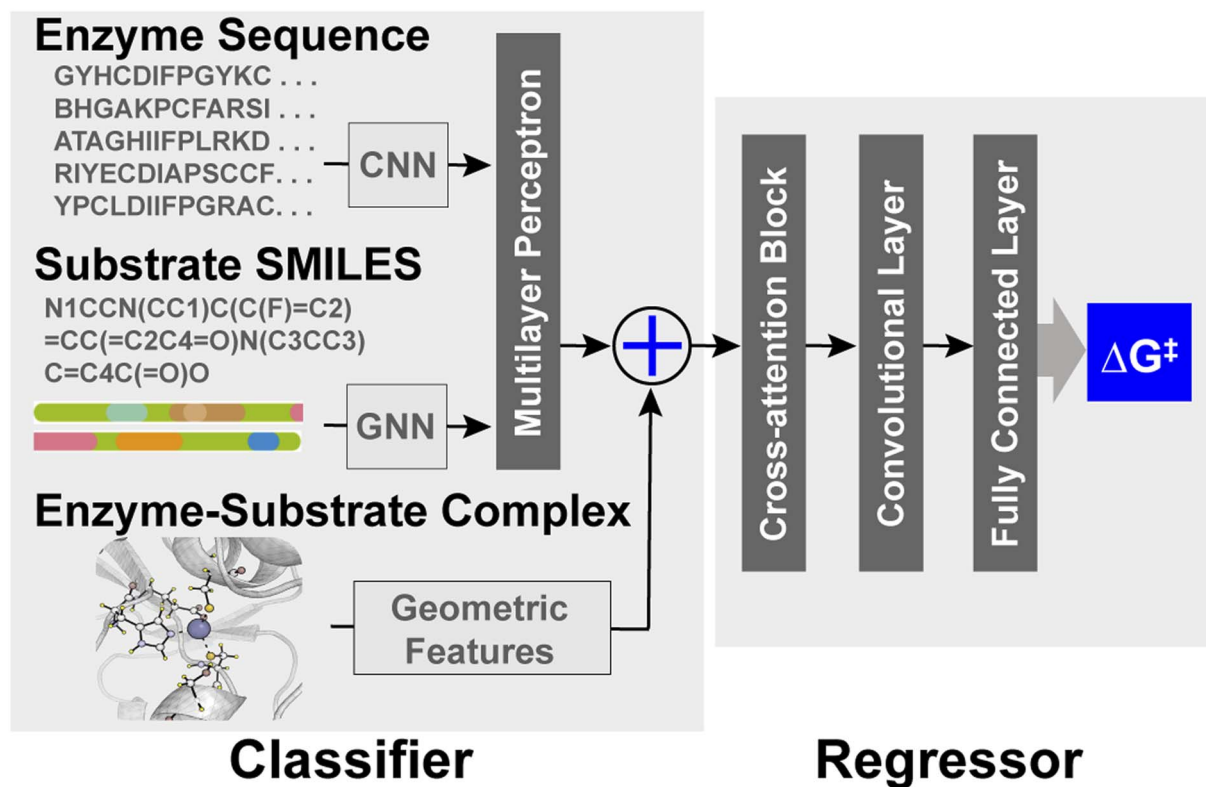 Enzyme Sequence
GYHCDIFPGYKC . . .
BHGAKPCFARSI . . .
ATAGHIIFPLRKD . . .
RIYECDIAPSCCF. . .
YPCLDIIFPGRAC. . .
CNN
Substrate SMILES
N1CCN(CC1)C(C(F)=C2)
=CC(=C2C4=O)N(C3CC3)
C=C4C(=O)O
GNN
Multilayer Perceptron
Enzyme-Substrate Complex
Geometric
Features
Cross-attention Block
Convolutional Layer
Fully Connected Layer
ΔG‡
Classifier
Regressor